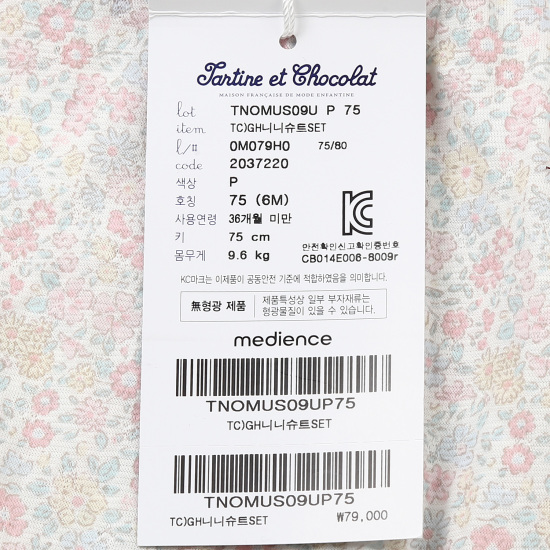 Tartine et Chocolat
MAISON FRANÇAISE DE MODE ENFANTINE
lot TNOMUS09U P 75
item TC)GH니니슈트SET
l/# 0M079H0 75/80
code 2037220
색상 P
호칭 75 (6M)
사용연령 36개월 미만
키 75 cm
몸무게 9.6 kg
안전확인신고확인증번호
CB014E006-8009r
KC마크는 이제품이 공동안전 기준에 적합하였음을 의미합니다.
無형광 제품
제품특성상 일부 부자재류는
형광물질이 있을 수 있습니다.
medience
TNOMUS09UP75
TC)GH니니슈트SET
TNOMUS09UP75
TC)GH니니슈트SET ₩79,000